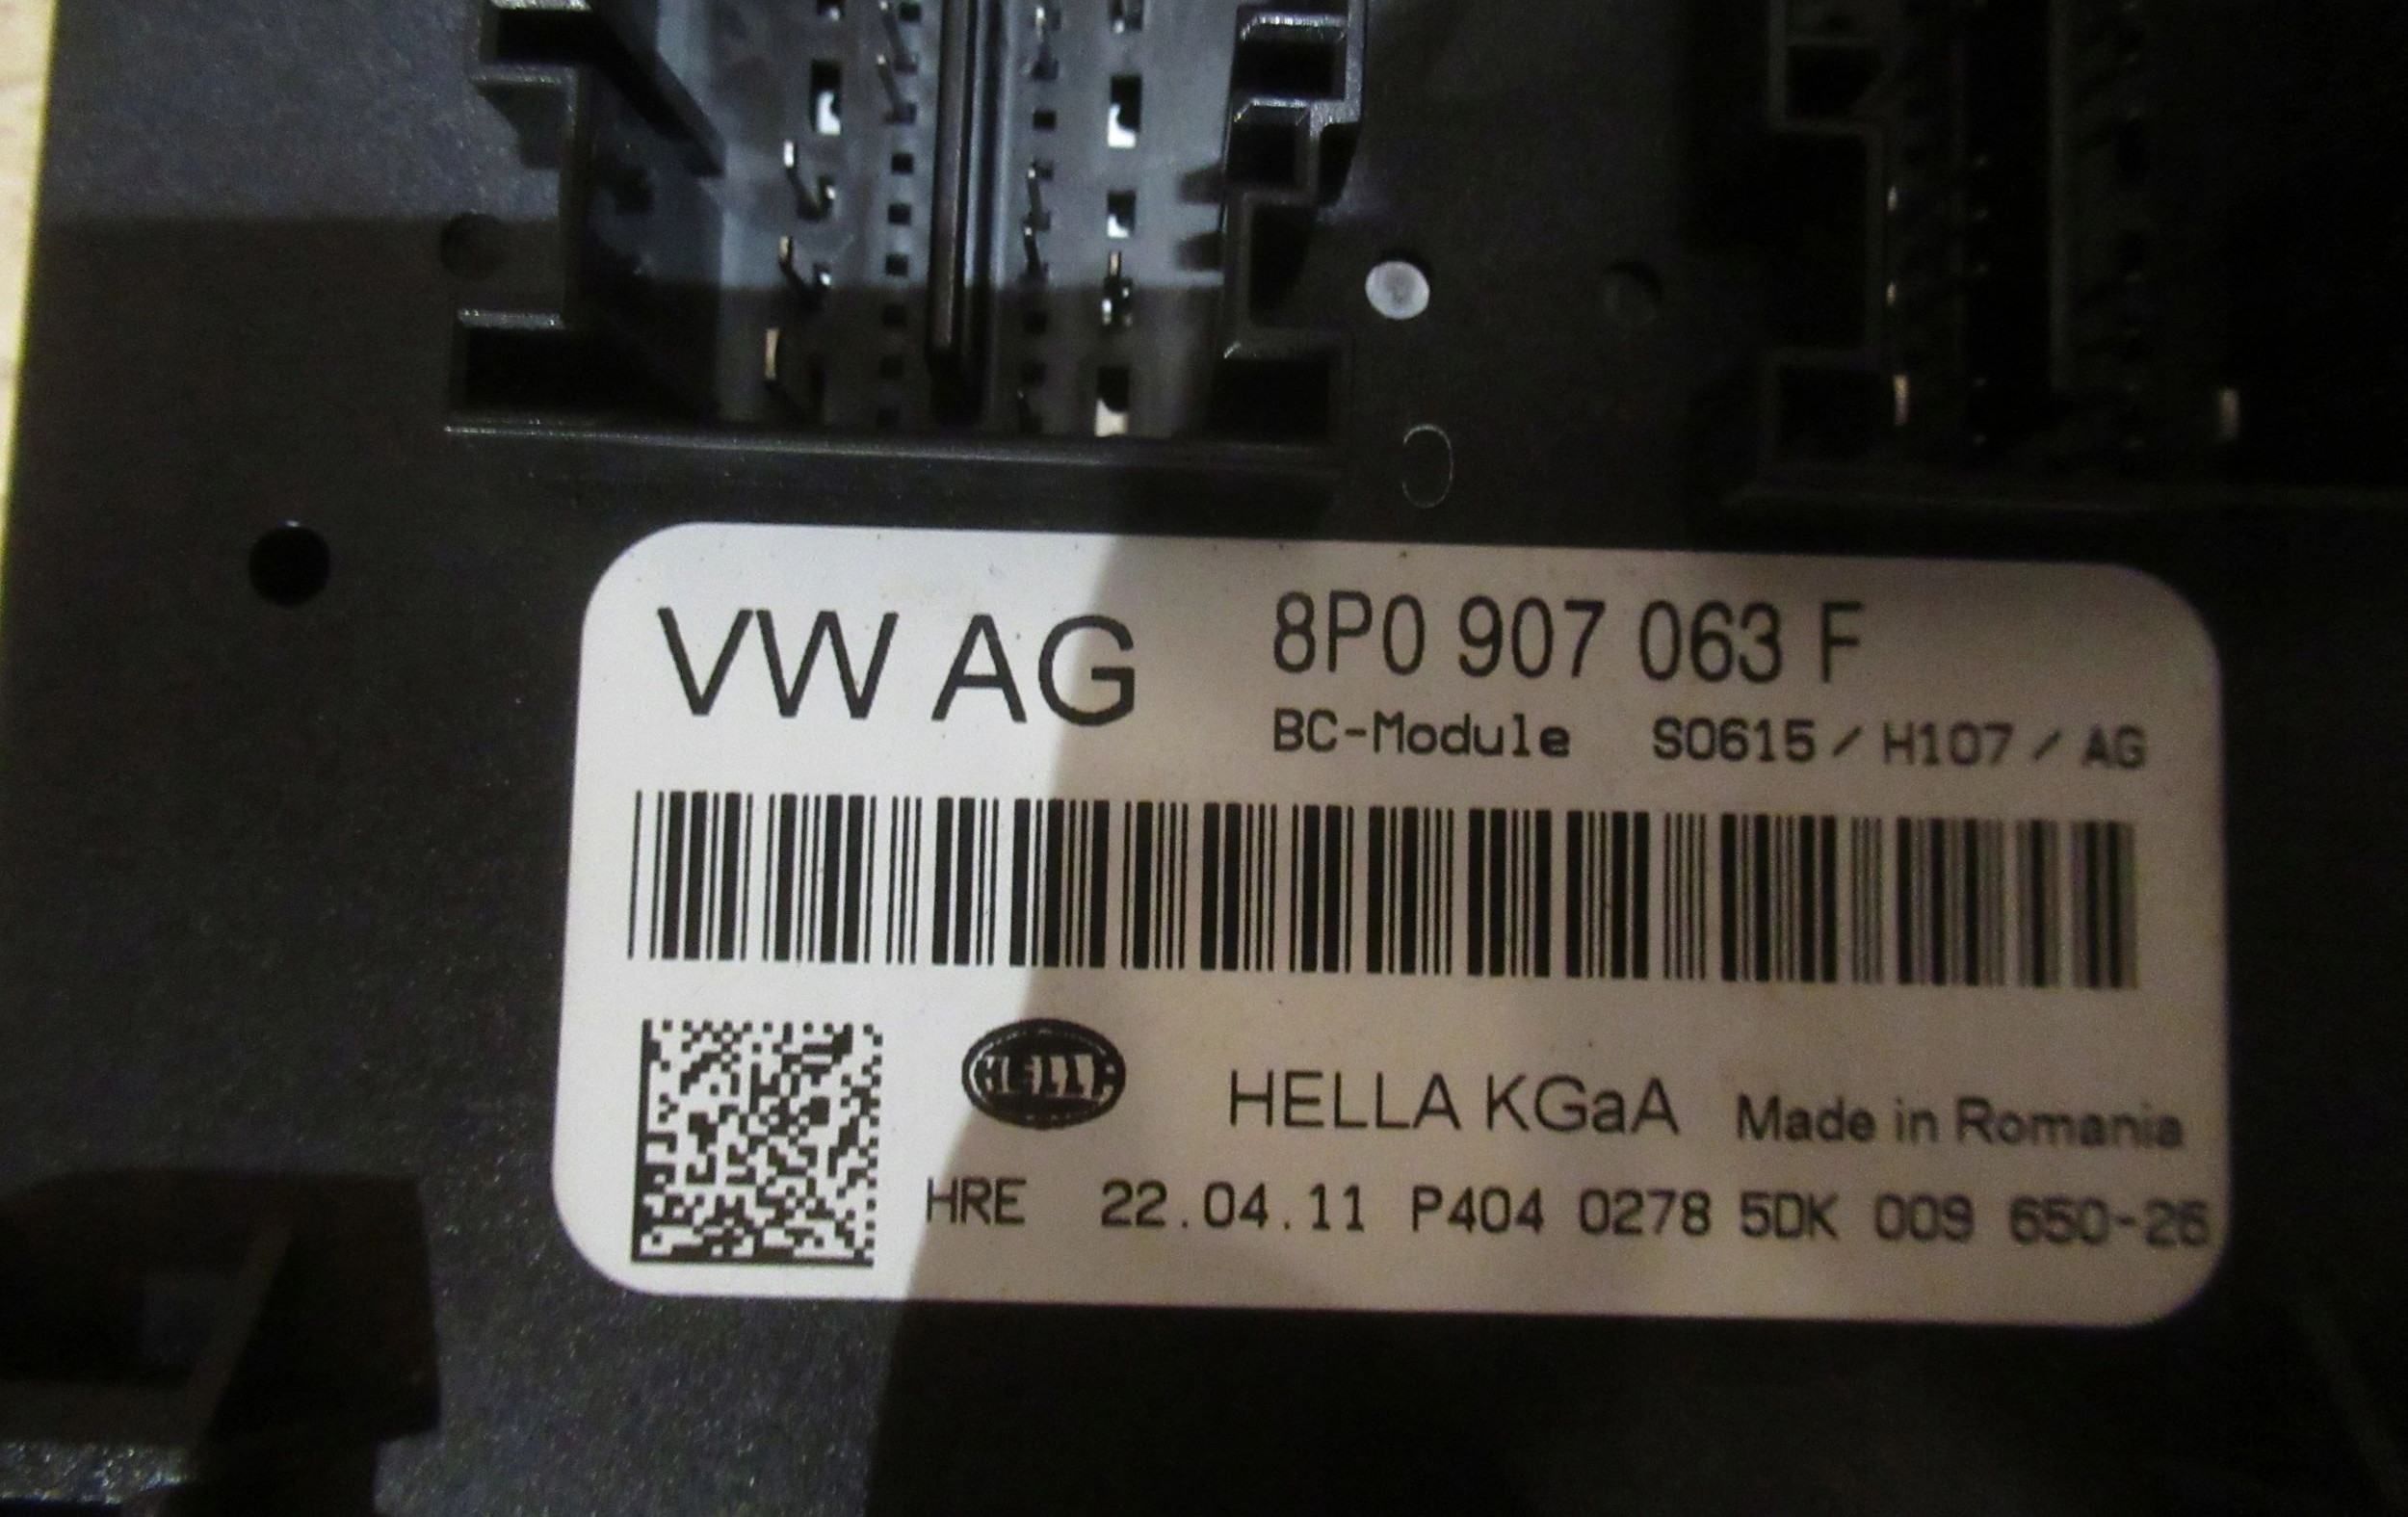 VW AG 8P0 907 063 F
BC-Module S0615 / H107 / AG
HELLA
HELLA KGaA Made in Romania
HRE 22.04.11 P404 0278 5DK 009 650-26